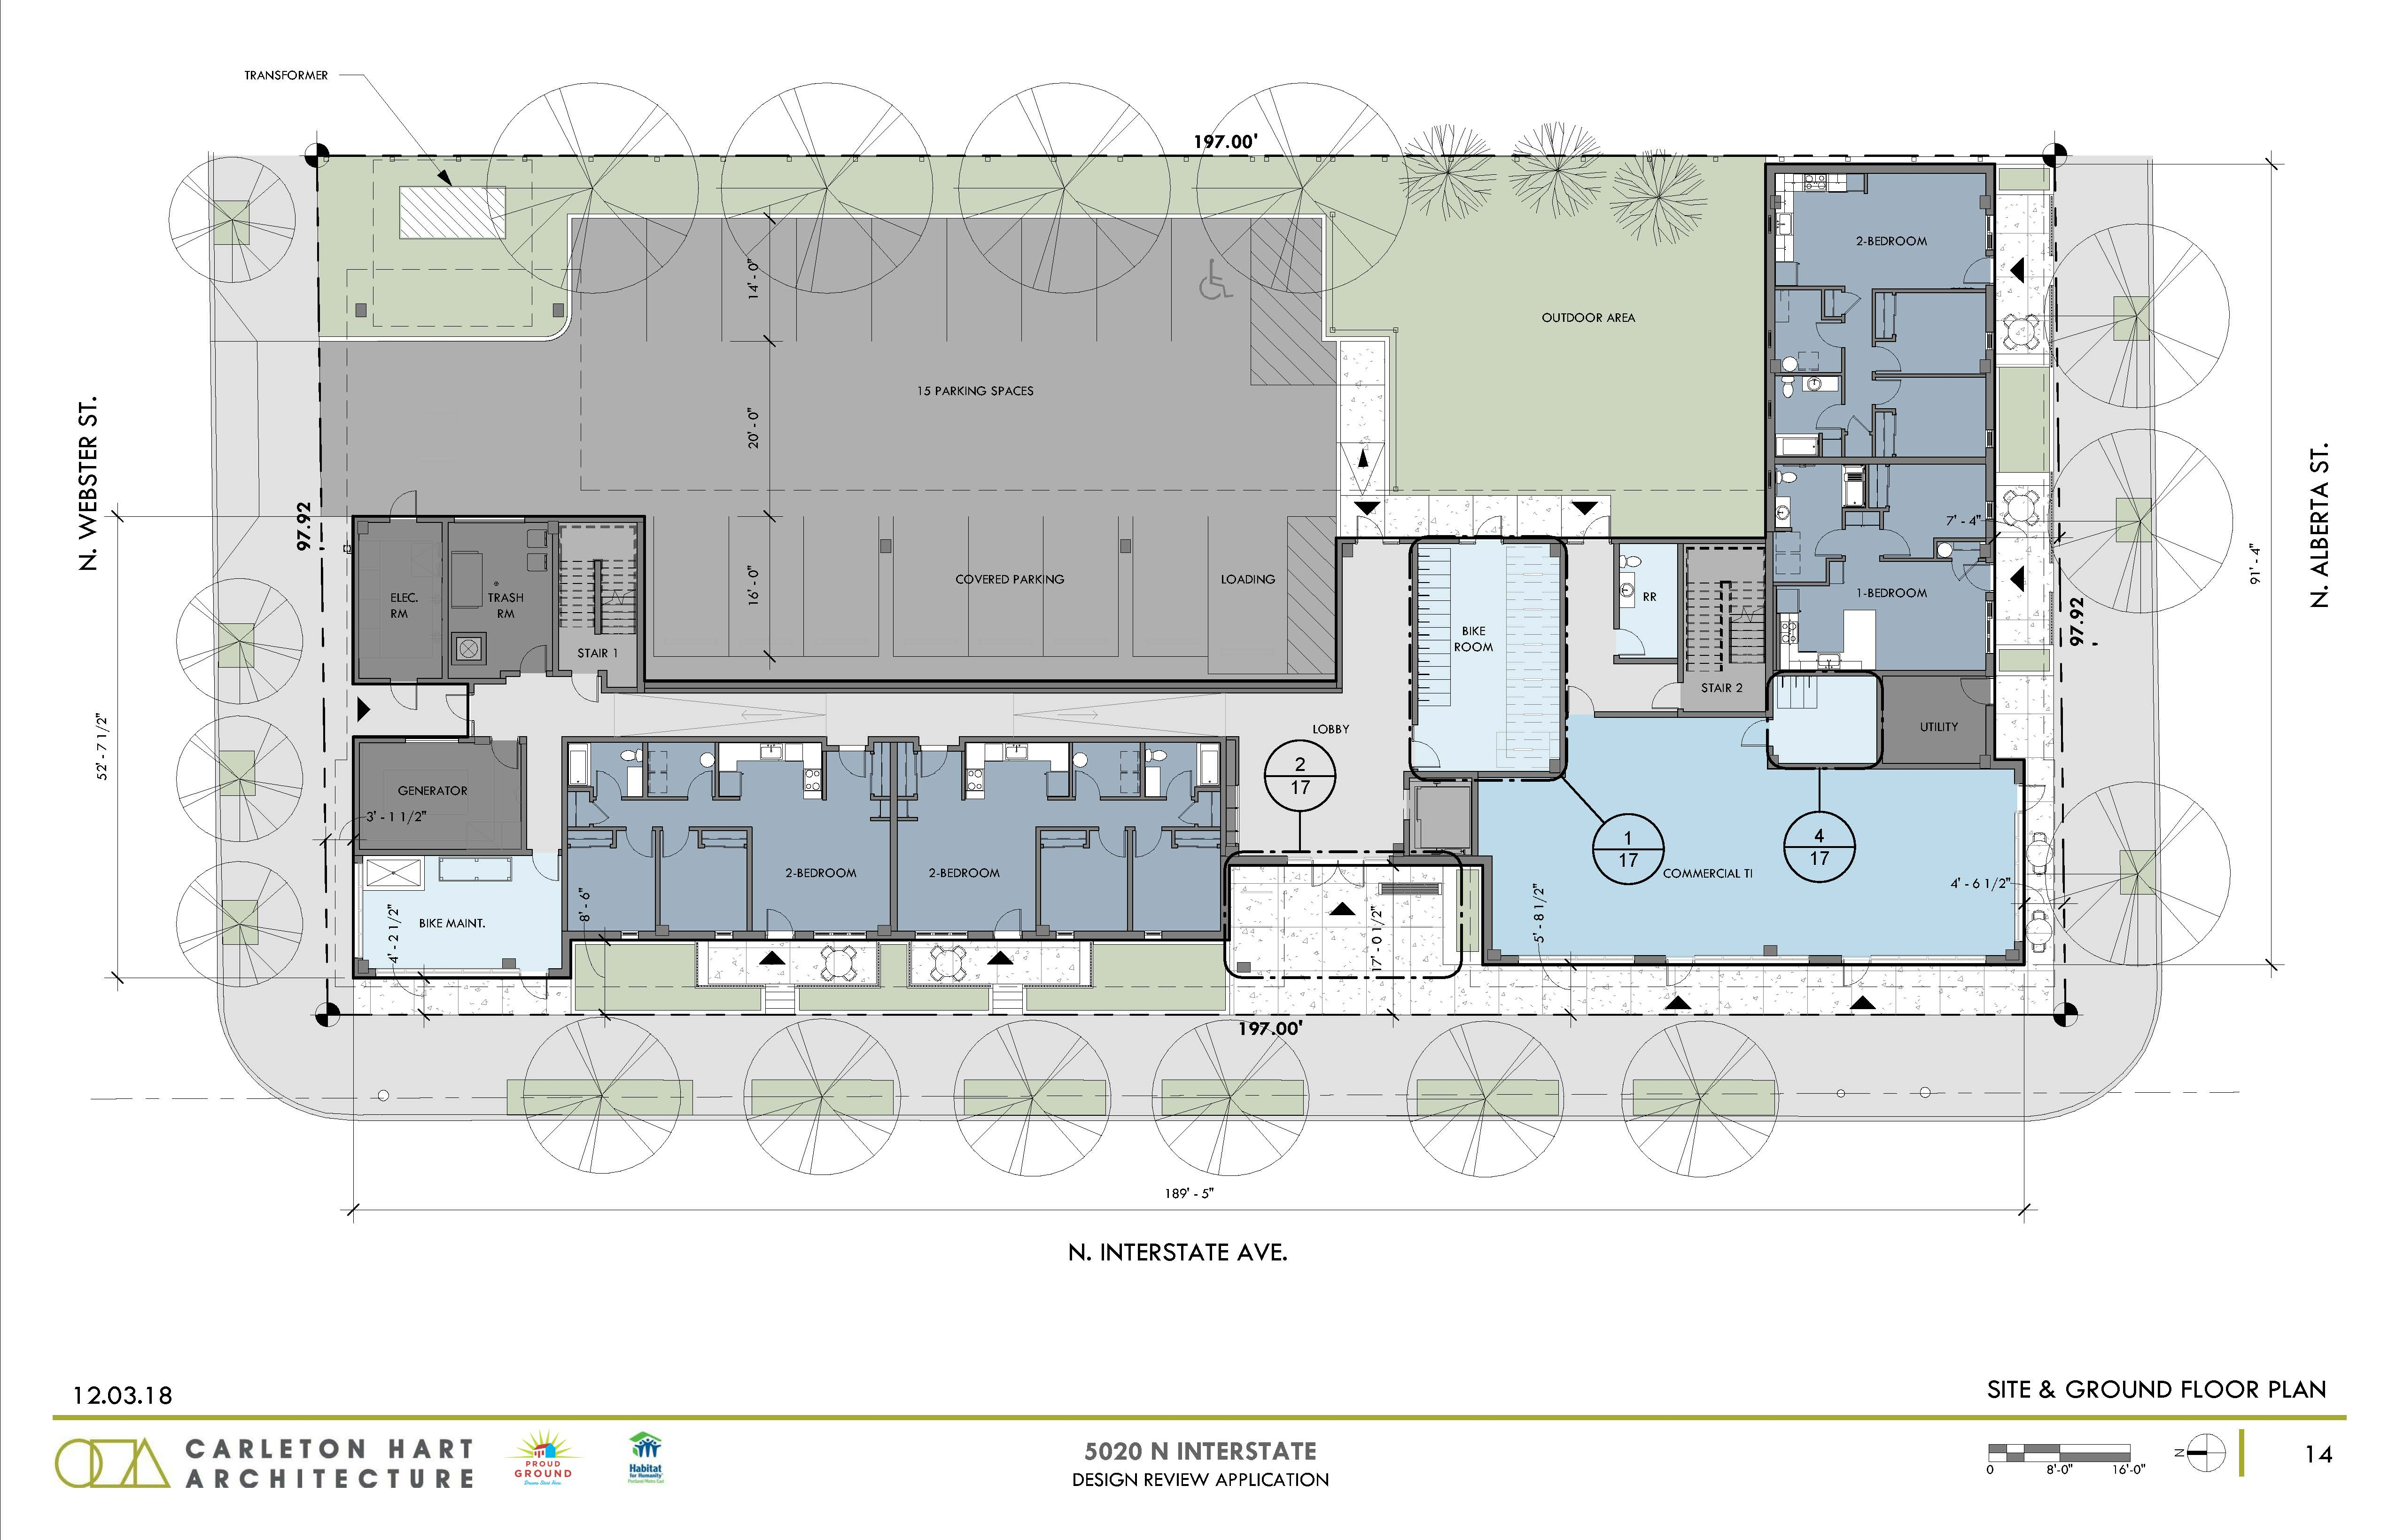 TRANSFORMER
197.00'
2-BEDROOM
14' - 0"
OUTDOOR AREA
15 PARKING SPACES
20' - 0"
N. WEBSTER ST.
97.92
N. ALBERTA ST.
91' - 4"
7' - 4"
97.92
'
ELEC.
RM
TRASH
RM
STAIR 1
16' - 0"
COVERED PARKING
LOADING
BIKE
ROOM
RR
STAIR 2
1-BEDROOM
UTILITY
52' - 7 1/2"
LOBBY
2
17
GENERATOR
3' - 1 1/2"
1
17
4
17
COMMERCIAL TI
2-BEDROOM
2-BEDROOM
4' - 6 1/2"
8' - 6"
BIKE MAINT.
4' - 2 1/2"
17' - 0 1/2"
5' - 8 1/2"
197.00'
189' - 5"
N. INTERSTATE AVE.
12.03.18
SITE & GROUND FLOOR PLAN
CARLETON HART
ARCHITECTURE
PROUD
GROUND
Dreams Start Here
Habitat
for Humanity
Portland/Metro East
5020 N INTERSTATE
DESIGN REVIEW APPLICATION
0 8'-0" 16'-0"
N
14